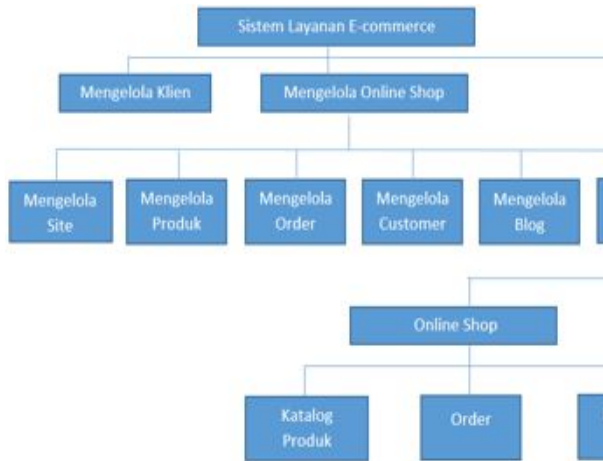 Sistem Layanan E-commerce
Mengelola Klien
Mengelola Online Shop
Mengelola
Site
Mengelola
Produk
Mengelola
Order
Mengelola
Customer
Mengelola
Blog
Online Shop
Katalog
Produk
Order